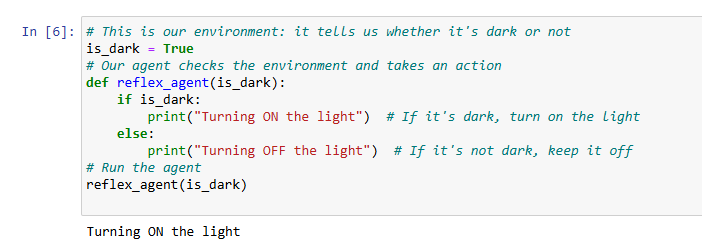 In [6]: # This is our environment: it tells us whether it's dark or not
is_dark = True
# Our agent checks the environment and takes an action
def reflex_agent(is_dark):
    if is_dark:
        print("Turning ON the light")  # If it's dark, turn on the light
    else:
        print("Turning OFF the light")  # If it's not dark, keep it off
# Run the agent
reflex_agent(is_dark)
Turning ON the light